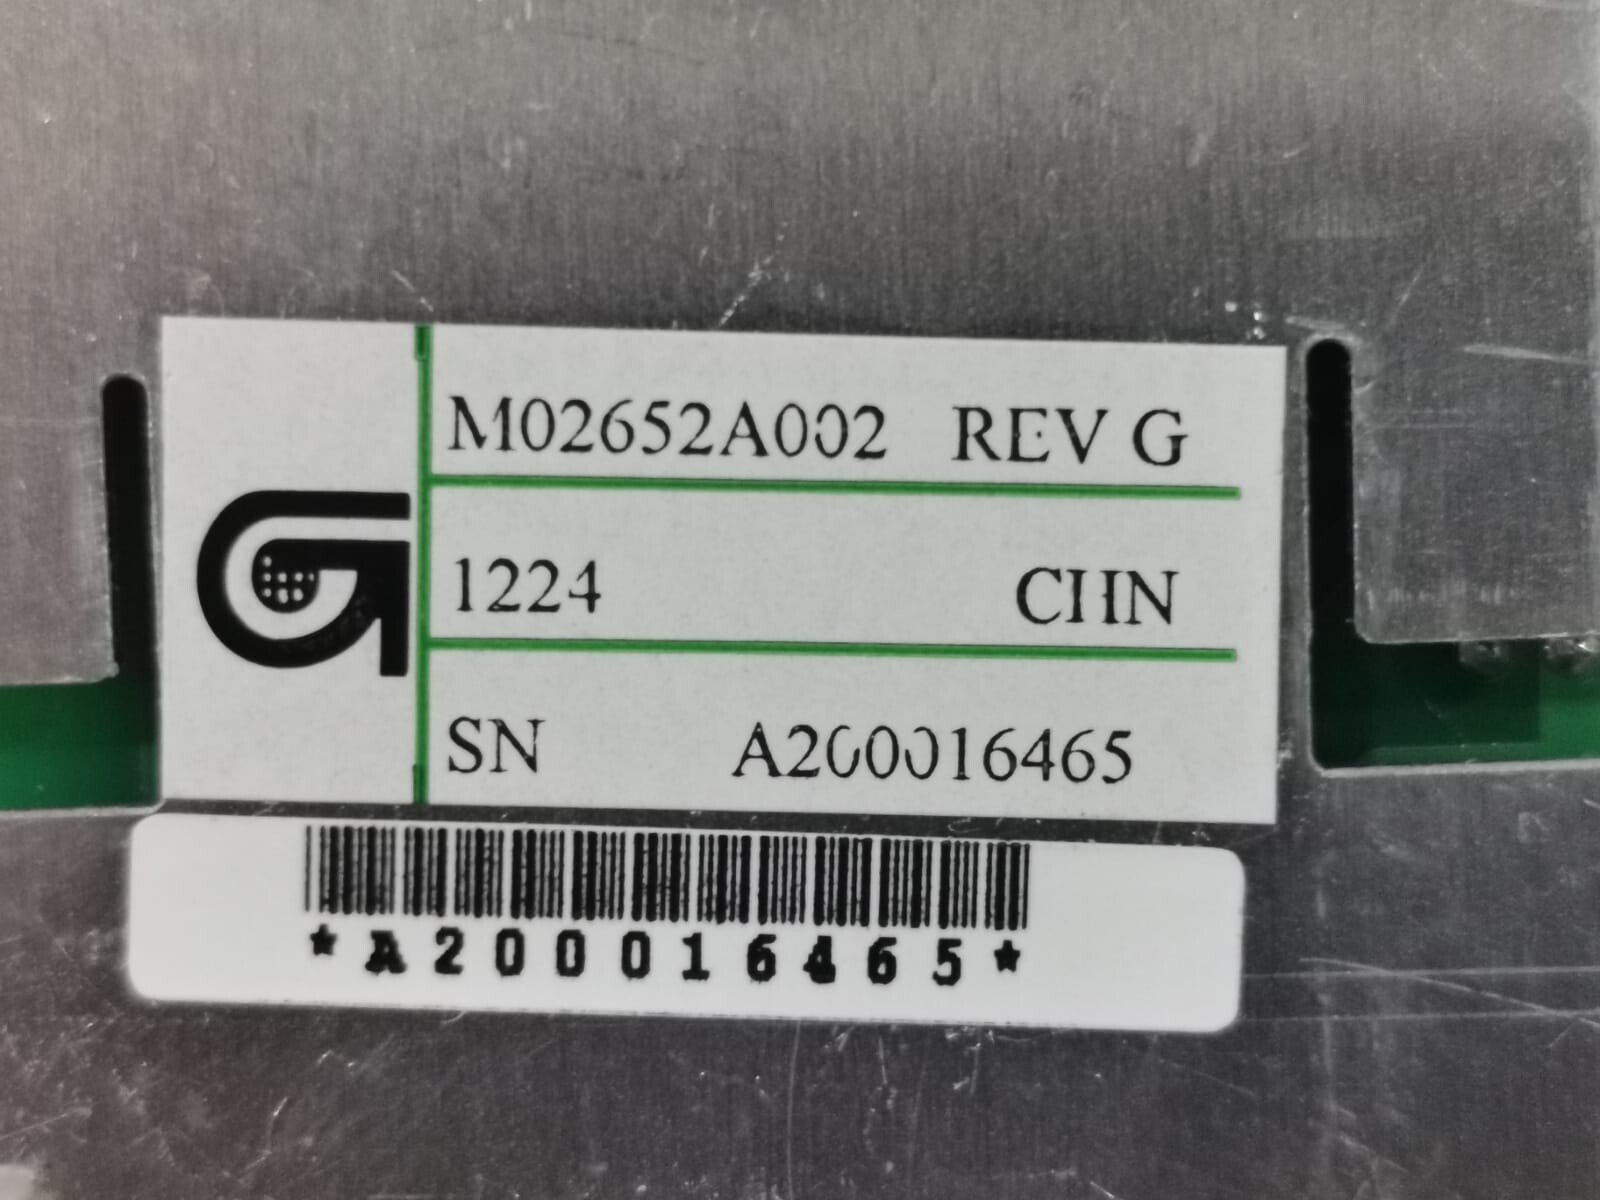 M02652A002 REV G
1224 CHN
SN A200016465
*A200016465*